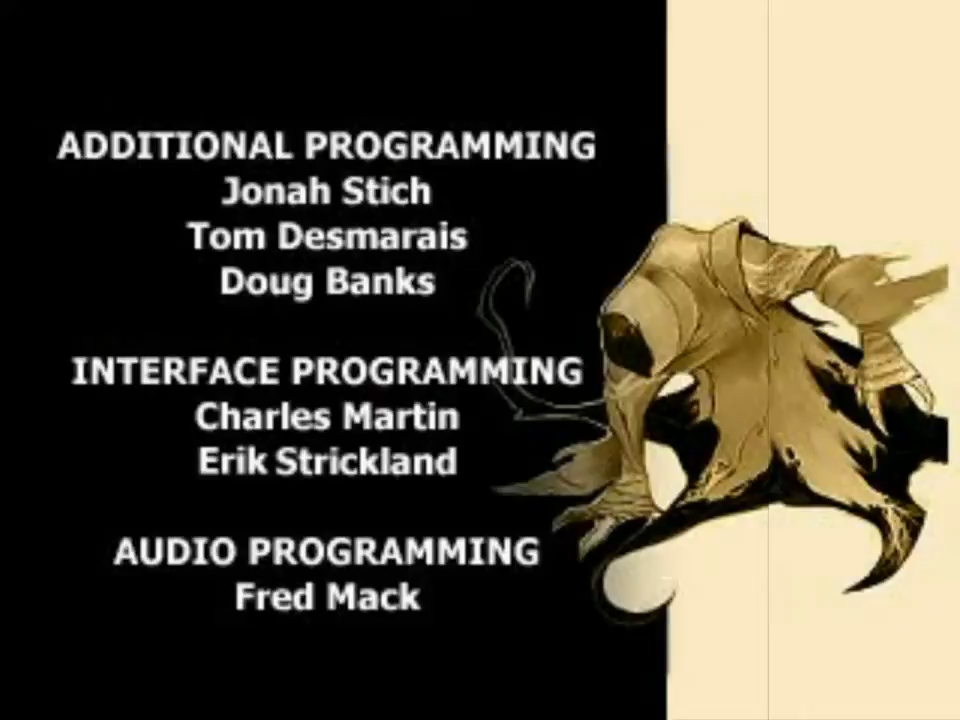 ADDITIONAL PROGRAMMING
Jonah Stich
Tom Desmarais
Doug Banks
INTERFACE PROGRAMMING
Charles Martin
Erik Strickland
AUDIO PROGRAMMING
Fred Mack